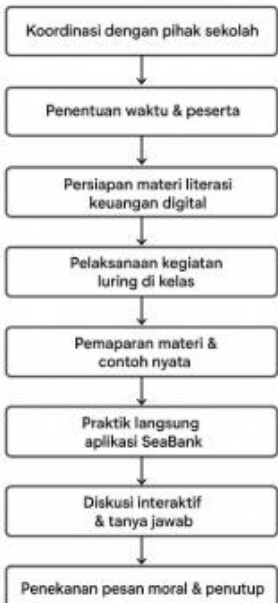 Koordinasi dengan pihak sekolah
Penentuan waktu & peserta
Persiapan materi literasi
keuangan digital
Pelaksanaan kegiatan
luring di kelas
Pemaparan materi &
contoh nyata
Praktik langsung
aplikasi SeaBank
Diskusi interaktif
& tanya jawab
Penekanan pesan moral & penutup